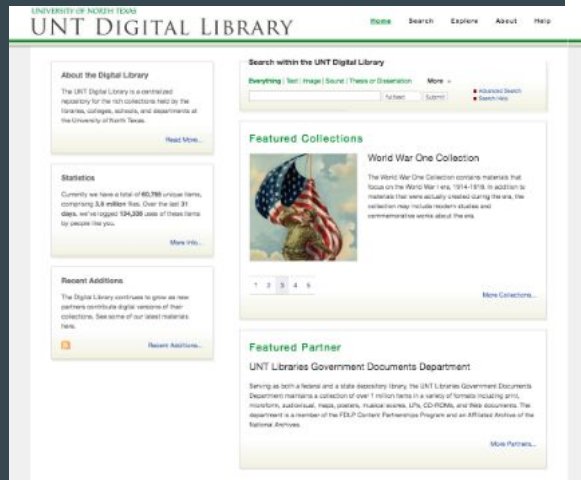 UNIVERSITY OF NORTH TEXAS
UNT DIGITAL LIBRARY
Home Search Explore About Help
About the Digital Library
The UNT Digital Library is a centralized
repository for the rich collections held by the
libraries, colleges, schools, and departments at
the University of North Texas.
Read More...
Statistics
Currently we have a total of 60,765 unique items,
comprising 3.8 million files. Over the last 31
days, we've logged uses of these items
by people like you.
More Info...
Recent Additions
The Digital Library continues to grow as new
partners contribute digital versions of their
collections. See some of our latest materials
here.
Recent Additions...
Search within the UNT Digital Library
Everything | Text | Image | Sound | Thesis or Dissertation More
Fulltext Submit
Advanced Search
Search Help
Featured Collections
World War One Collection
The World War One Collection contains materials that
focus on the World War I era, 1914-1918. In addition to
materials that were actually created during the era, the
collection may include modern studies and
commemorative works about the era.
1 2 3 4 5
More Collections...
Featured Partner
UNT Libraries Government Documents Department
Serving as both a federal and a state depository library, the UNT Libraries Government Documents
Department maintains a collection of over 1 million items in a variety of formats including print,
microform, audiovisual, maps, posters, musical scores, LPs, CD-ROMs, and Web documents. The
department is a member of the FDLP Content Partnerships Program and an Affiliated Archive of the
National Archives.
More Partners...